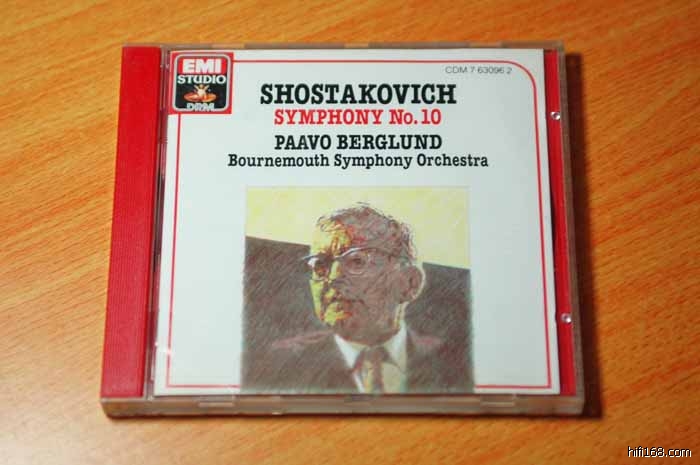 EMI
STUDIO
DRM
CDM 7 63096 2
SHOSTAKOVICH
SYMPHONY No. 10
PAAVO BERGLUND
Bournemouth Symphony Orchestra
hifi168.com